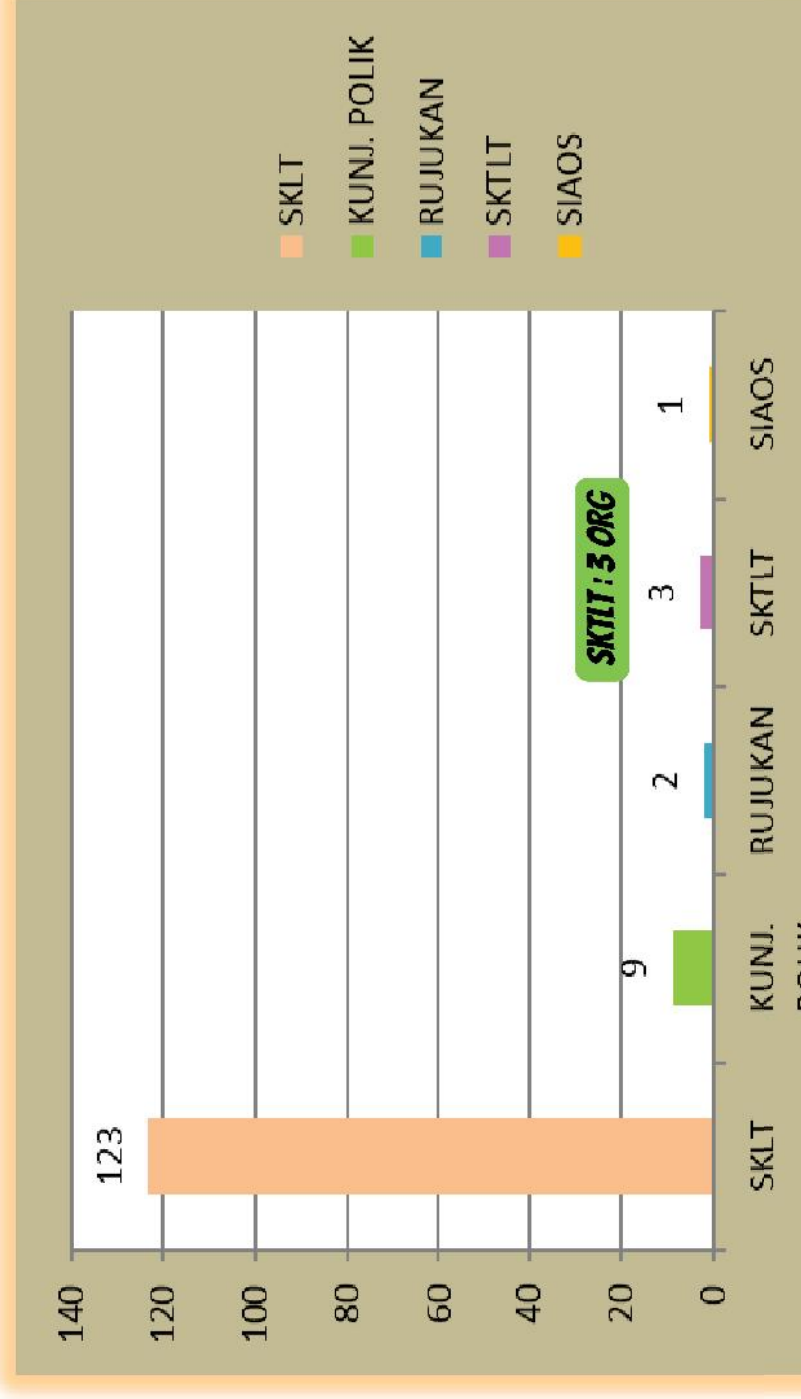 140
120
100
80
60
40
20
0
123
9
2
3
1
SKTLT : 3 ORG
SKLT
KUNJ.
RUJUKAN
SKTLT
SIAOS
SKLT
KUNJ. POLIK
RUJUKAN
SKTLT
SIAOS